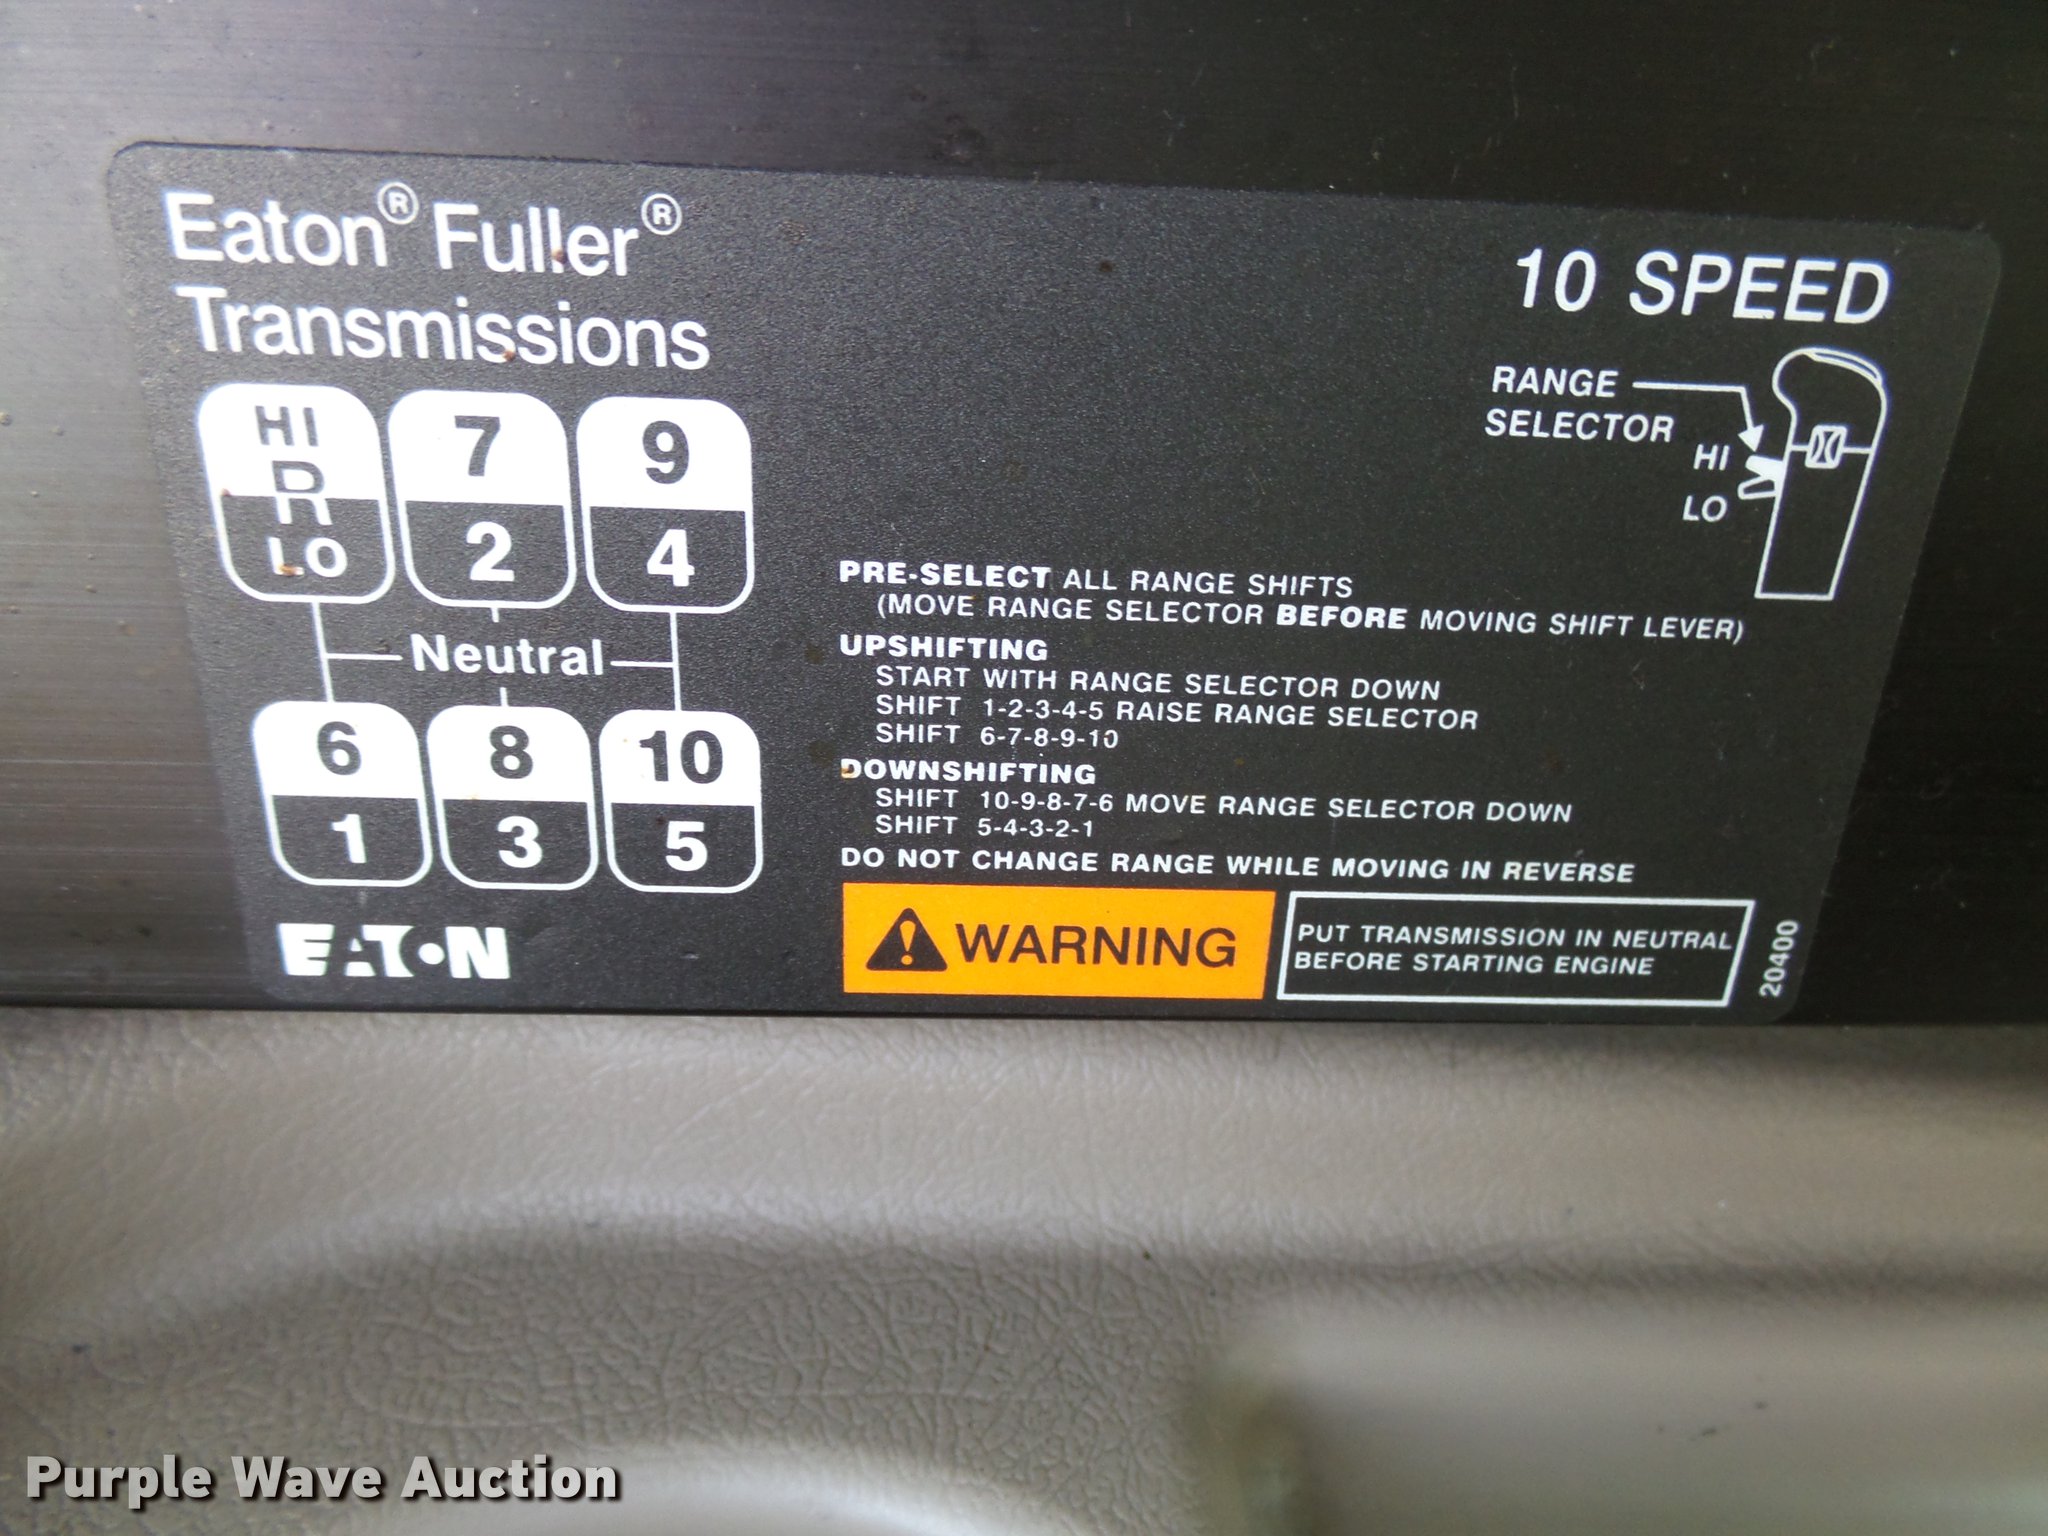 Eaton® Fuller®
Transmissions
10 SPEED
RANGE
SELECTOR
HI
LO
HI
R
LO
7
2
9
4
Neutral
6
1
8
3
10
5
EATON
PRE-SELECT ALL RANGE SHIFTS
(MOVE RANGE SELECTOR BEFORE MOVING SHIFT LEVER)
UPSHIFTING
START WITH RANGE SELECTOR DOWN
SHIFT 1-2-3-4-5 RAISE RANGE SELECTOR
SHIFT 6-7-8-9-10
DOWNSHIFTING
SHIFT 10-9-8-7-6 MOVE RANGE SELECTOR DOWN
SHIFT 5-4-3-2-1
DO NOT CHANGE RANGE WHILE MOVING IN REVERSE
WARNING
PUT TRANSMISSION IN NEUTRAL
BEFORE STARTING ENGINE
20400
Purple Wave Auction